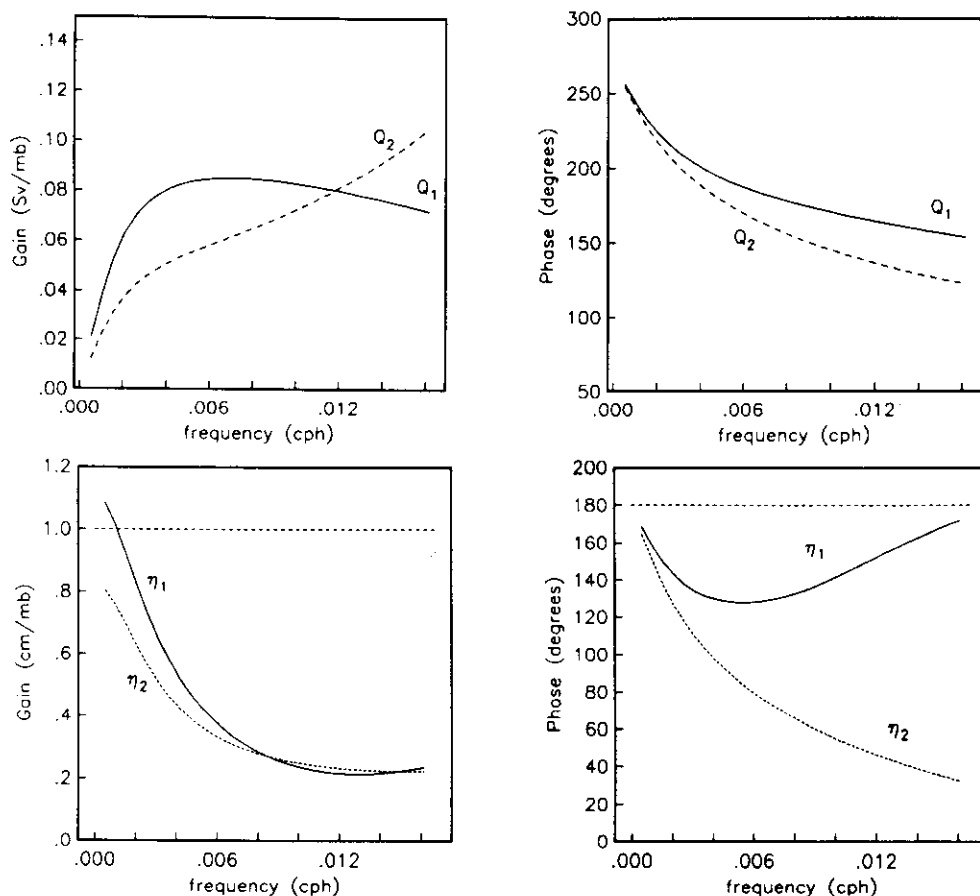 .14
.12
.10
.08
.06
.04
.02
.00
Gain (Sv/mb)
Q2
Q1
.000
.006
.012
frequency (cph)
300
250
200
150
100
50
Phase (degrees)
Q1
Q2
.000
.006
.012
frequency (cph)
1.2
1.0
.8
.6
.4
.2
.0
Gain (cm/mb)
η1
η2
.000
.006
.012
frequency (cph)
200
180
160
140
120
100
80
60
40
20
0
Phase (degrees)
η1
η2
.000
.006
.012
frequency (cph)